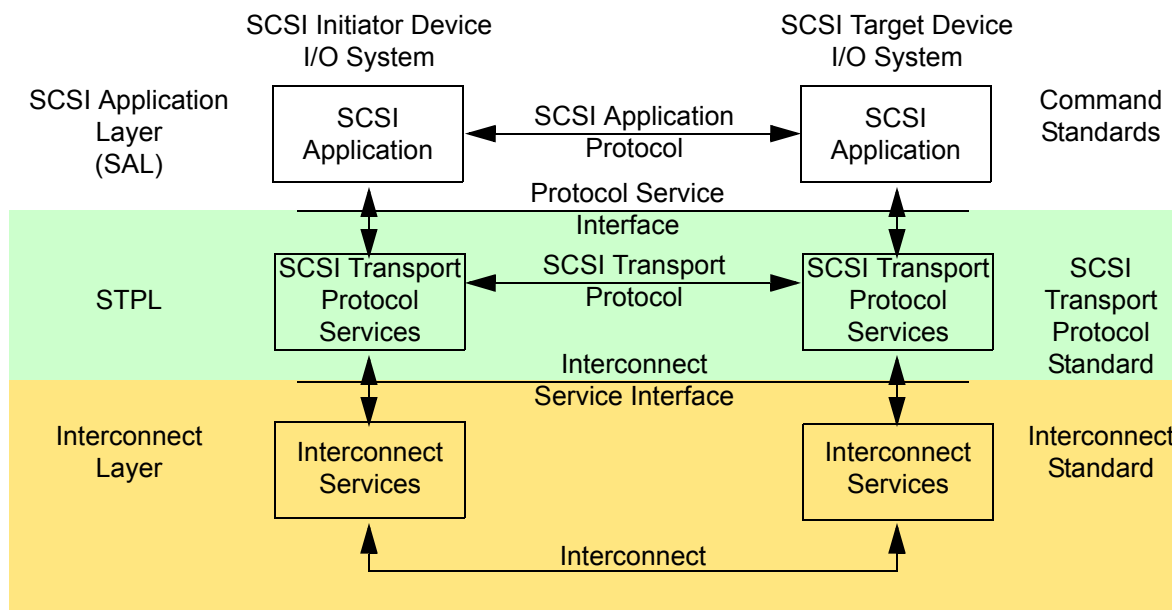 SCSI Initiator Device
I/O System
SCSI Target Device
I/O System
SCSI Application
Layer
(SAL)
SCSI
Application
SCSI Application
Protocol
SCSI
Application
Command
Standards
Protocol Service
Interface
STPL
SCSI Transport
Protocol
Services
SCSI Transport
Protocol
SCSI Transport
Protocol
Services
SCSI
Transport
Protocol
Standard
Interconnect
Service Interface
Interconnect
Layer
Interconnect
Services
Interconnect
Services
Interconnect
Standard
Interconnect